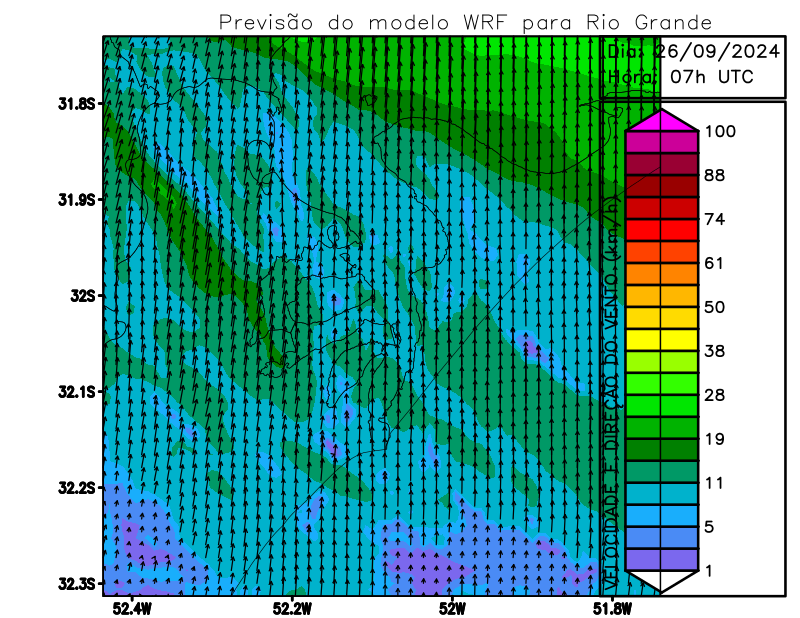 Previsão do modelo WRF para Rio Grande
Dia: 26/09/2024
Hora: 07h UTC
31.8S
31.9S
32S
32.1S
32.2S
32.3S
52.4W
52.2W
52W
51.8W
VELOCIDADE E DIREÇÃO DO VENTO (km/h)
100
88
74
61
50
38
28
19
11
5
1